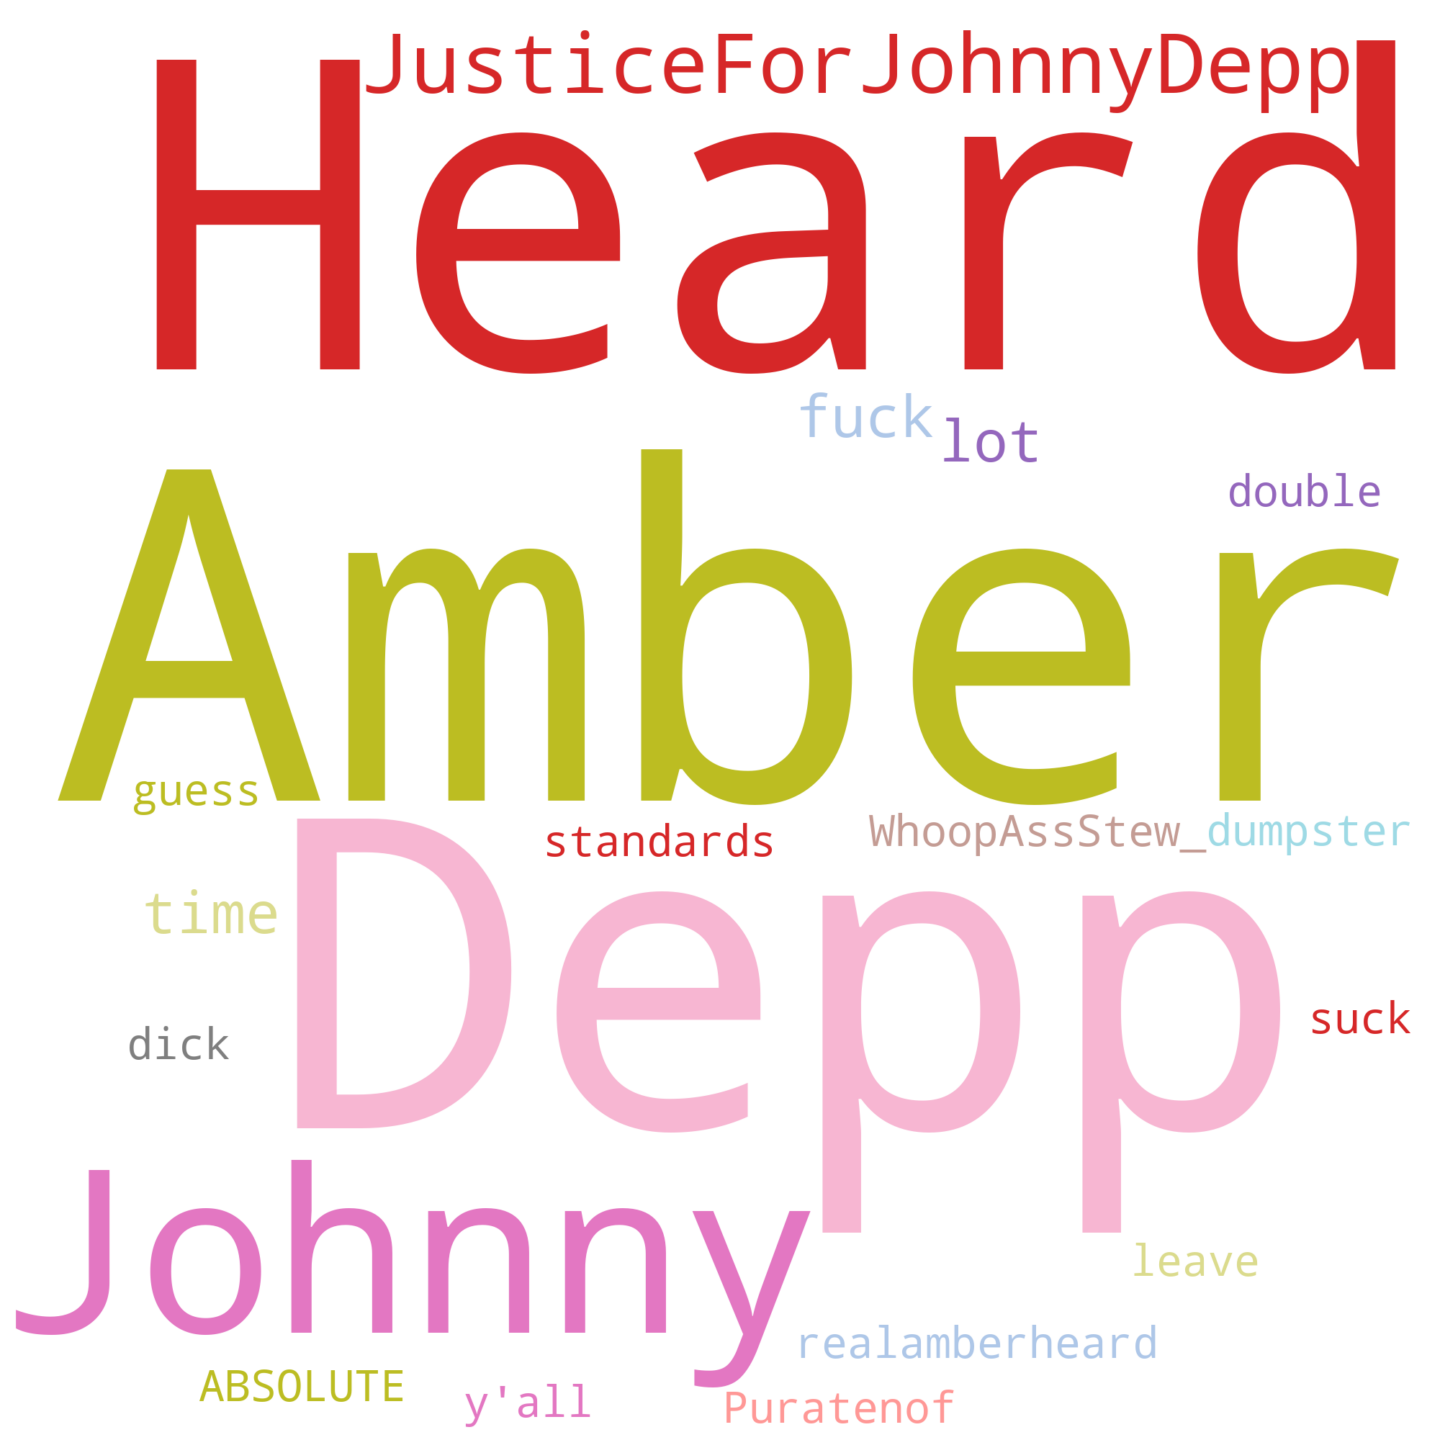 JusticeForJohnnyDepp
Heard
fuck
lot
double
Amber
guess
standards
WhoopAssStew_
dumpster
time
Depp
dick
suck
Johnny
leave
realamberheard
ABSOLUTE
y'all
Puratenof